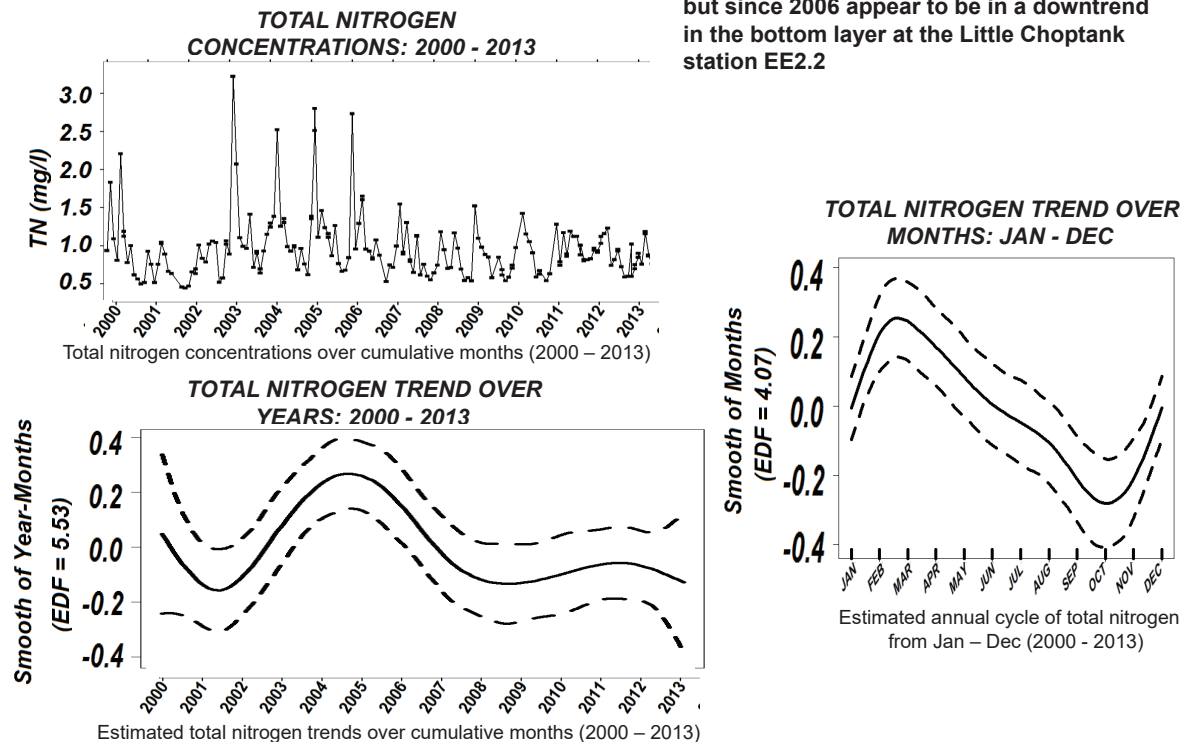 TOTAL NITROGEN
CONCENTRATIONS: 2000 - 2013
TN (mg/l)
3.0
2.5
2.0
1.5
1.0
0.5
2000
2001
2002
2003
2004
2005
2006
2007
2008
2009
2010
2011
2012
2013
Total nitrogen concentrations over cumulative months (2000 – 2013)
but since 2006 appear to be in a downtrend
in the bottom layer at the Little Choptank
station EE2.2
TOTAL NITROGEN TREND OVER
YEARS: 2000 - 2013
Smooth of Year-Months
(EDF = 5.53)
0.4
0.2
0.0
-0.2
-0.4
2000
2001
2002
2003
2004
2005
2006
2007
2008
2009
2010
2011
2012
2013
Estimated total nitrogen trends over cumulative months (2000 – 2013)
TOTAL NITROGEN TREND OVER
MONTHS: JAN - DEC
Smooth of Months
(EDF = 4.07)
0.4
0.2
0.0
-0.2
-0.4
JAN
FEB
MAR
APR
MAY
JUN
JUL
AUG
SEP
OCT
NOV
DEC
Estimated annual cycle of total nitrogen
from Jan – Dec (2000 - 2013)